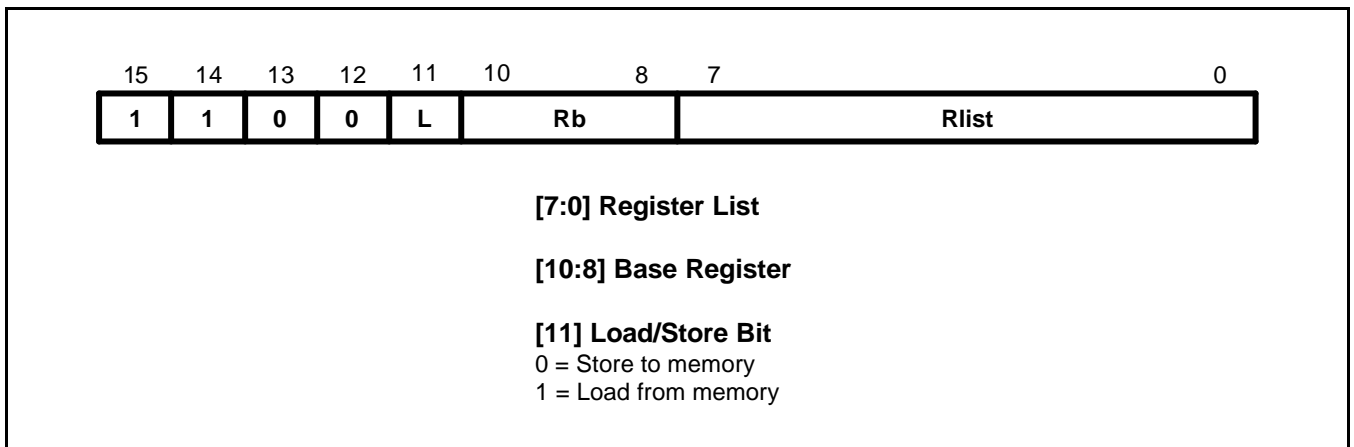 15 14 13 12 11 10 8 7 0
1 1 0 0 L Rb Rlist
[7:0] Register List
[10:8] Base Register
[11] Load/Store Bit
0 = Store to memory
1 = Load from memory